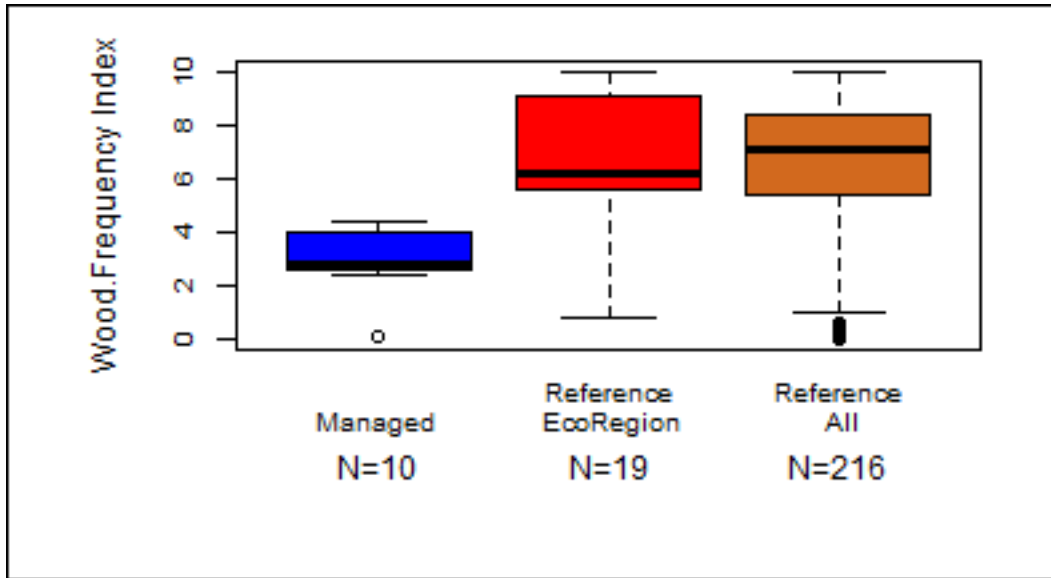 Wood.Frequency Index
10
8
6
4
2
0
Managed
N=10
Reference
EcoRegion
N=19
Reference
All
N=216